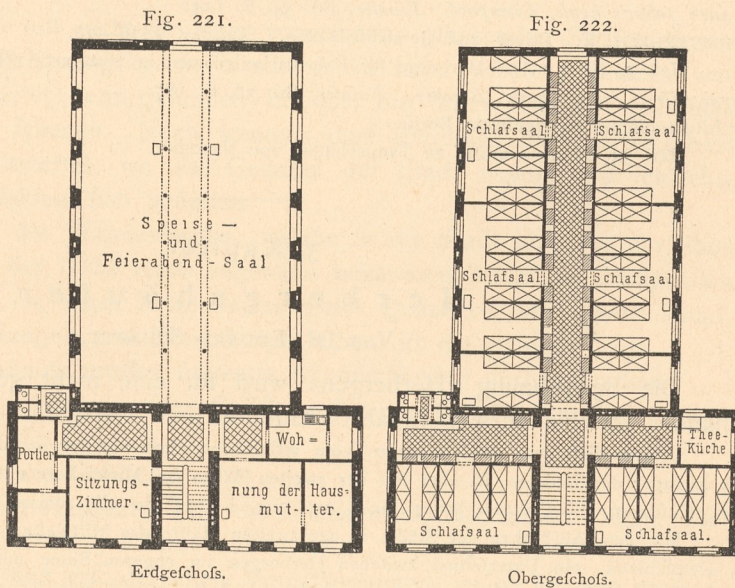 Fig. 221.
Speise —
und
Feierabend - Saal
Portier
Sitzungs -
Zimmer.
Woh =
nung der Haus=
mut- ter.
Erdgeſchoſs.
Fig. 222.
Schlafsaal Schlafsaal
Schlafsaal Schlafsaal
Thee-
Küche
Schlafsaal Schlafsaal.
Obergeſchoſs.